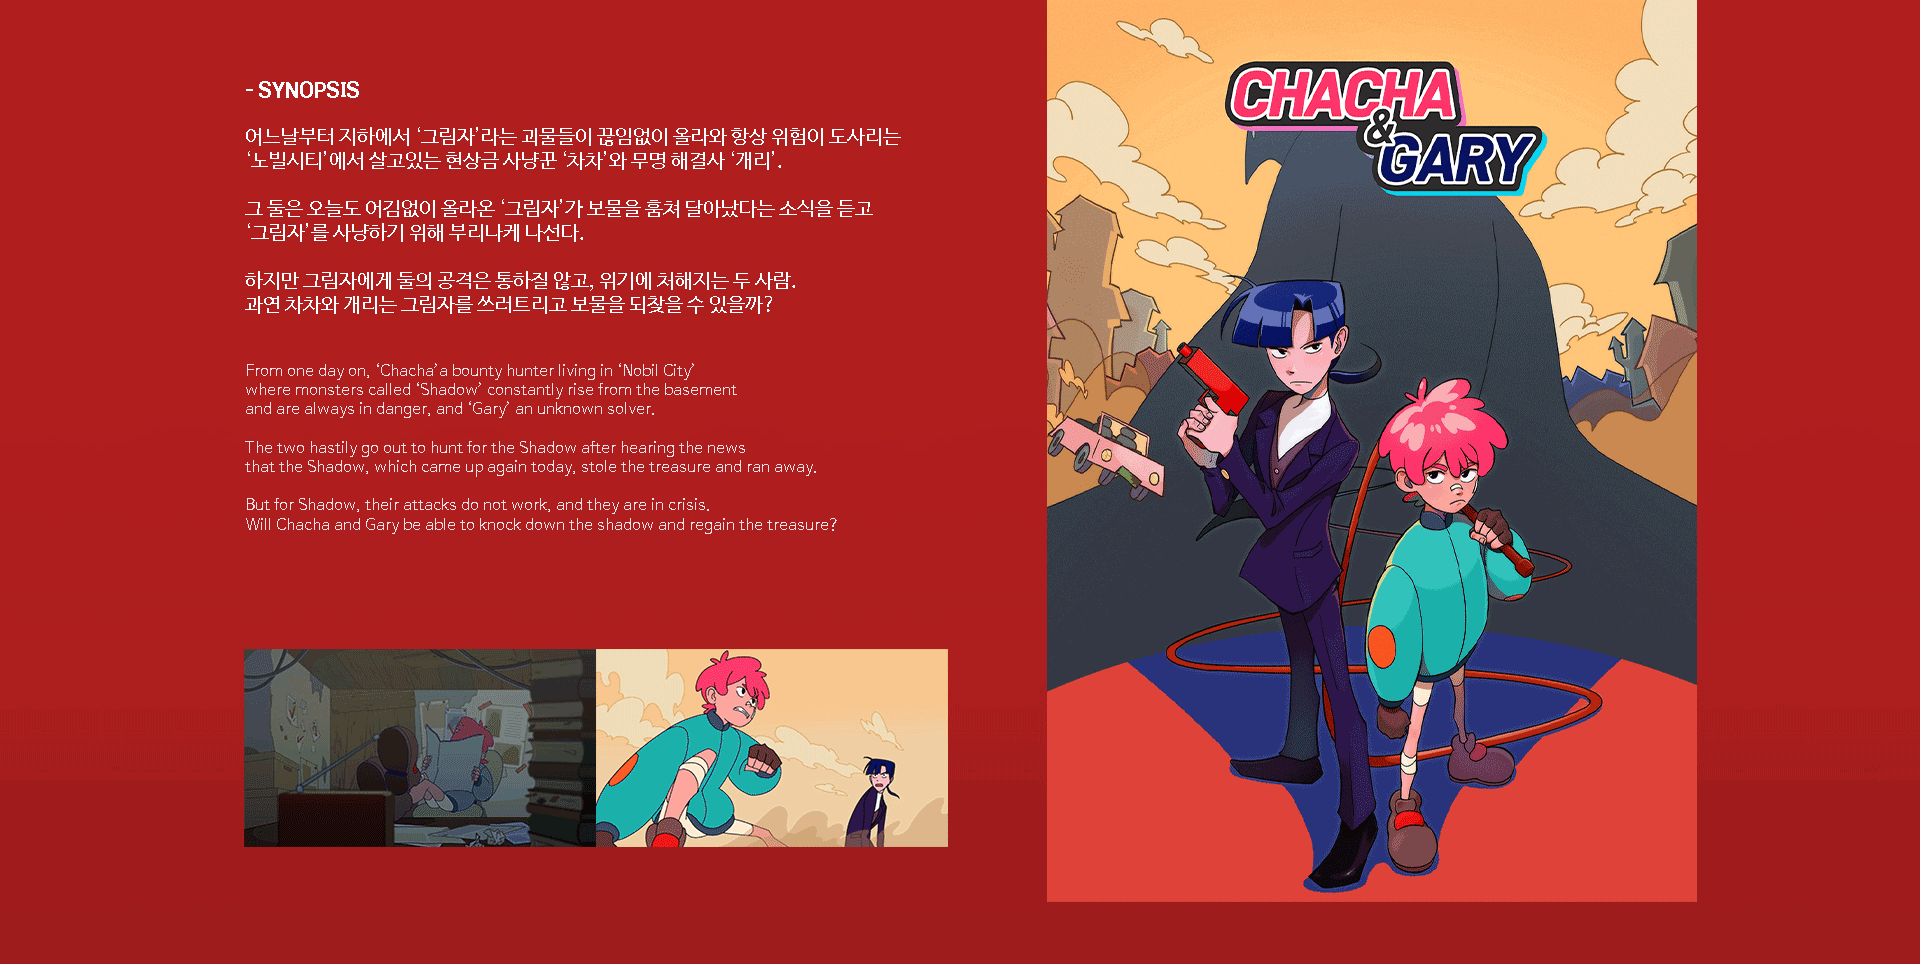 - SYNOPSIS
어느날부터 지하에서 ‘그림자’라는 괴물들이 끊임없이 올라와 항상 위험이 도사리는
‘노빌시티’에서 살고있는 현상금 사냥꾼 ‘차차’와 무명 해결사 ‘개리’.
그 둘은 오늘도 어김없이 올라온 ‘그림자’가 보물을 훔쳐 달아났다는 소식을 듣고
‘그림자’를 사냥하기 위해 부리나케 나선다.
하지만 그림자에게 둘의 공격은 통하질 않고, 위기에 처해지는 두 사람.
과연 차차와 개리는 그림자를 쓰러트리고 보물을 되찾을 수 있을까?
From one day on, ‘Chacha’a bounty hunter living in ‘Nobil City’
where monsters called ‘Shadow’ constantly rise from the basement
and are always in danger, and ‘Gary’ an unknown solver.
The two hastily go out to hunt for the Shadow after hearing the news
that the Shadow, which came up again today, stole the treasure and ran away.
But for Shadow, their attacks do not work, and they are in crisis.
Will Chacha and Gary be able to knock down the shadow and regain the treasure?
CHACHA
&
GARY